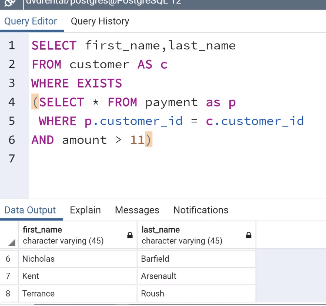 dvdrental/postgres@PostgreSQL 12
Query Editor Query History
1 SELECT first_name,last_name
2 FROM customer AS c
3 WHERE EXISTS
4 (SELECT * FROM payment as p
5 WHERE p.customer_id = c.customer_id
6 AND amount > 11)
7
Data Output Explain Messages Notifications
first_name last_name
character varying (45) character varying (45)
6 Nicholas Barfield
7 Kent Arsenault
8 Terrance Roush